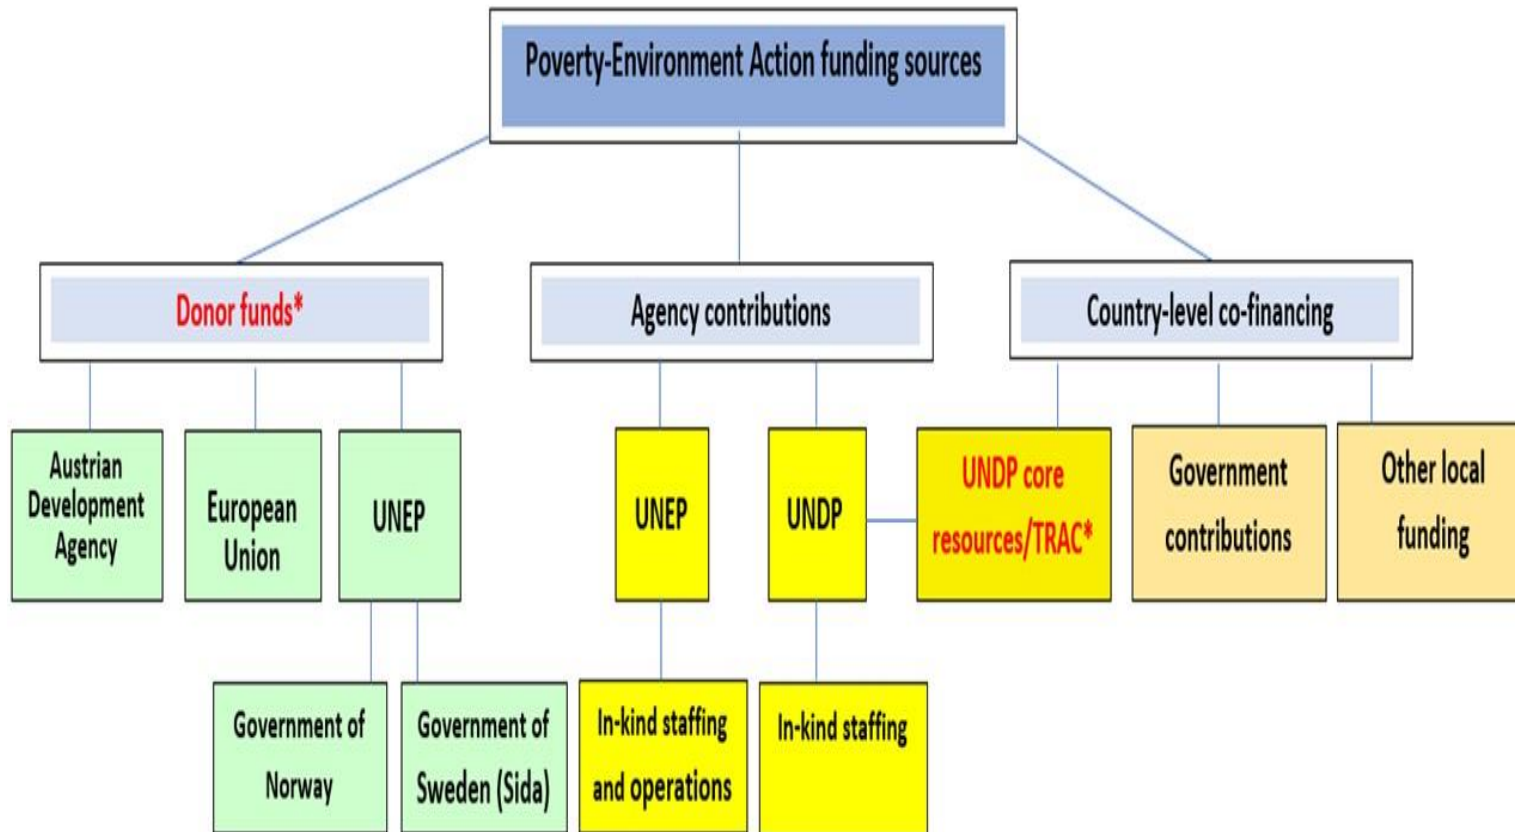 Poverty-Environment Action funding sources
Donor funds*
Agency contributions
Country-level co-financing
Austrian
Development
Agency
European
Union
UNEP
UNEP
UNDP
UNDP core
resources/TRAC*
Government
contributions
Other local
funding
Government of
Norway
Government of
Sweden (Sida)
In-kind staffing
and operations
In-kind staffing